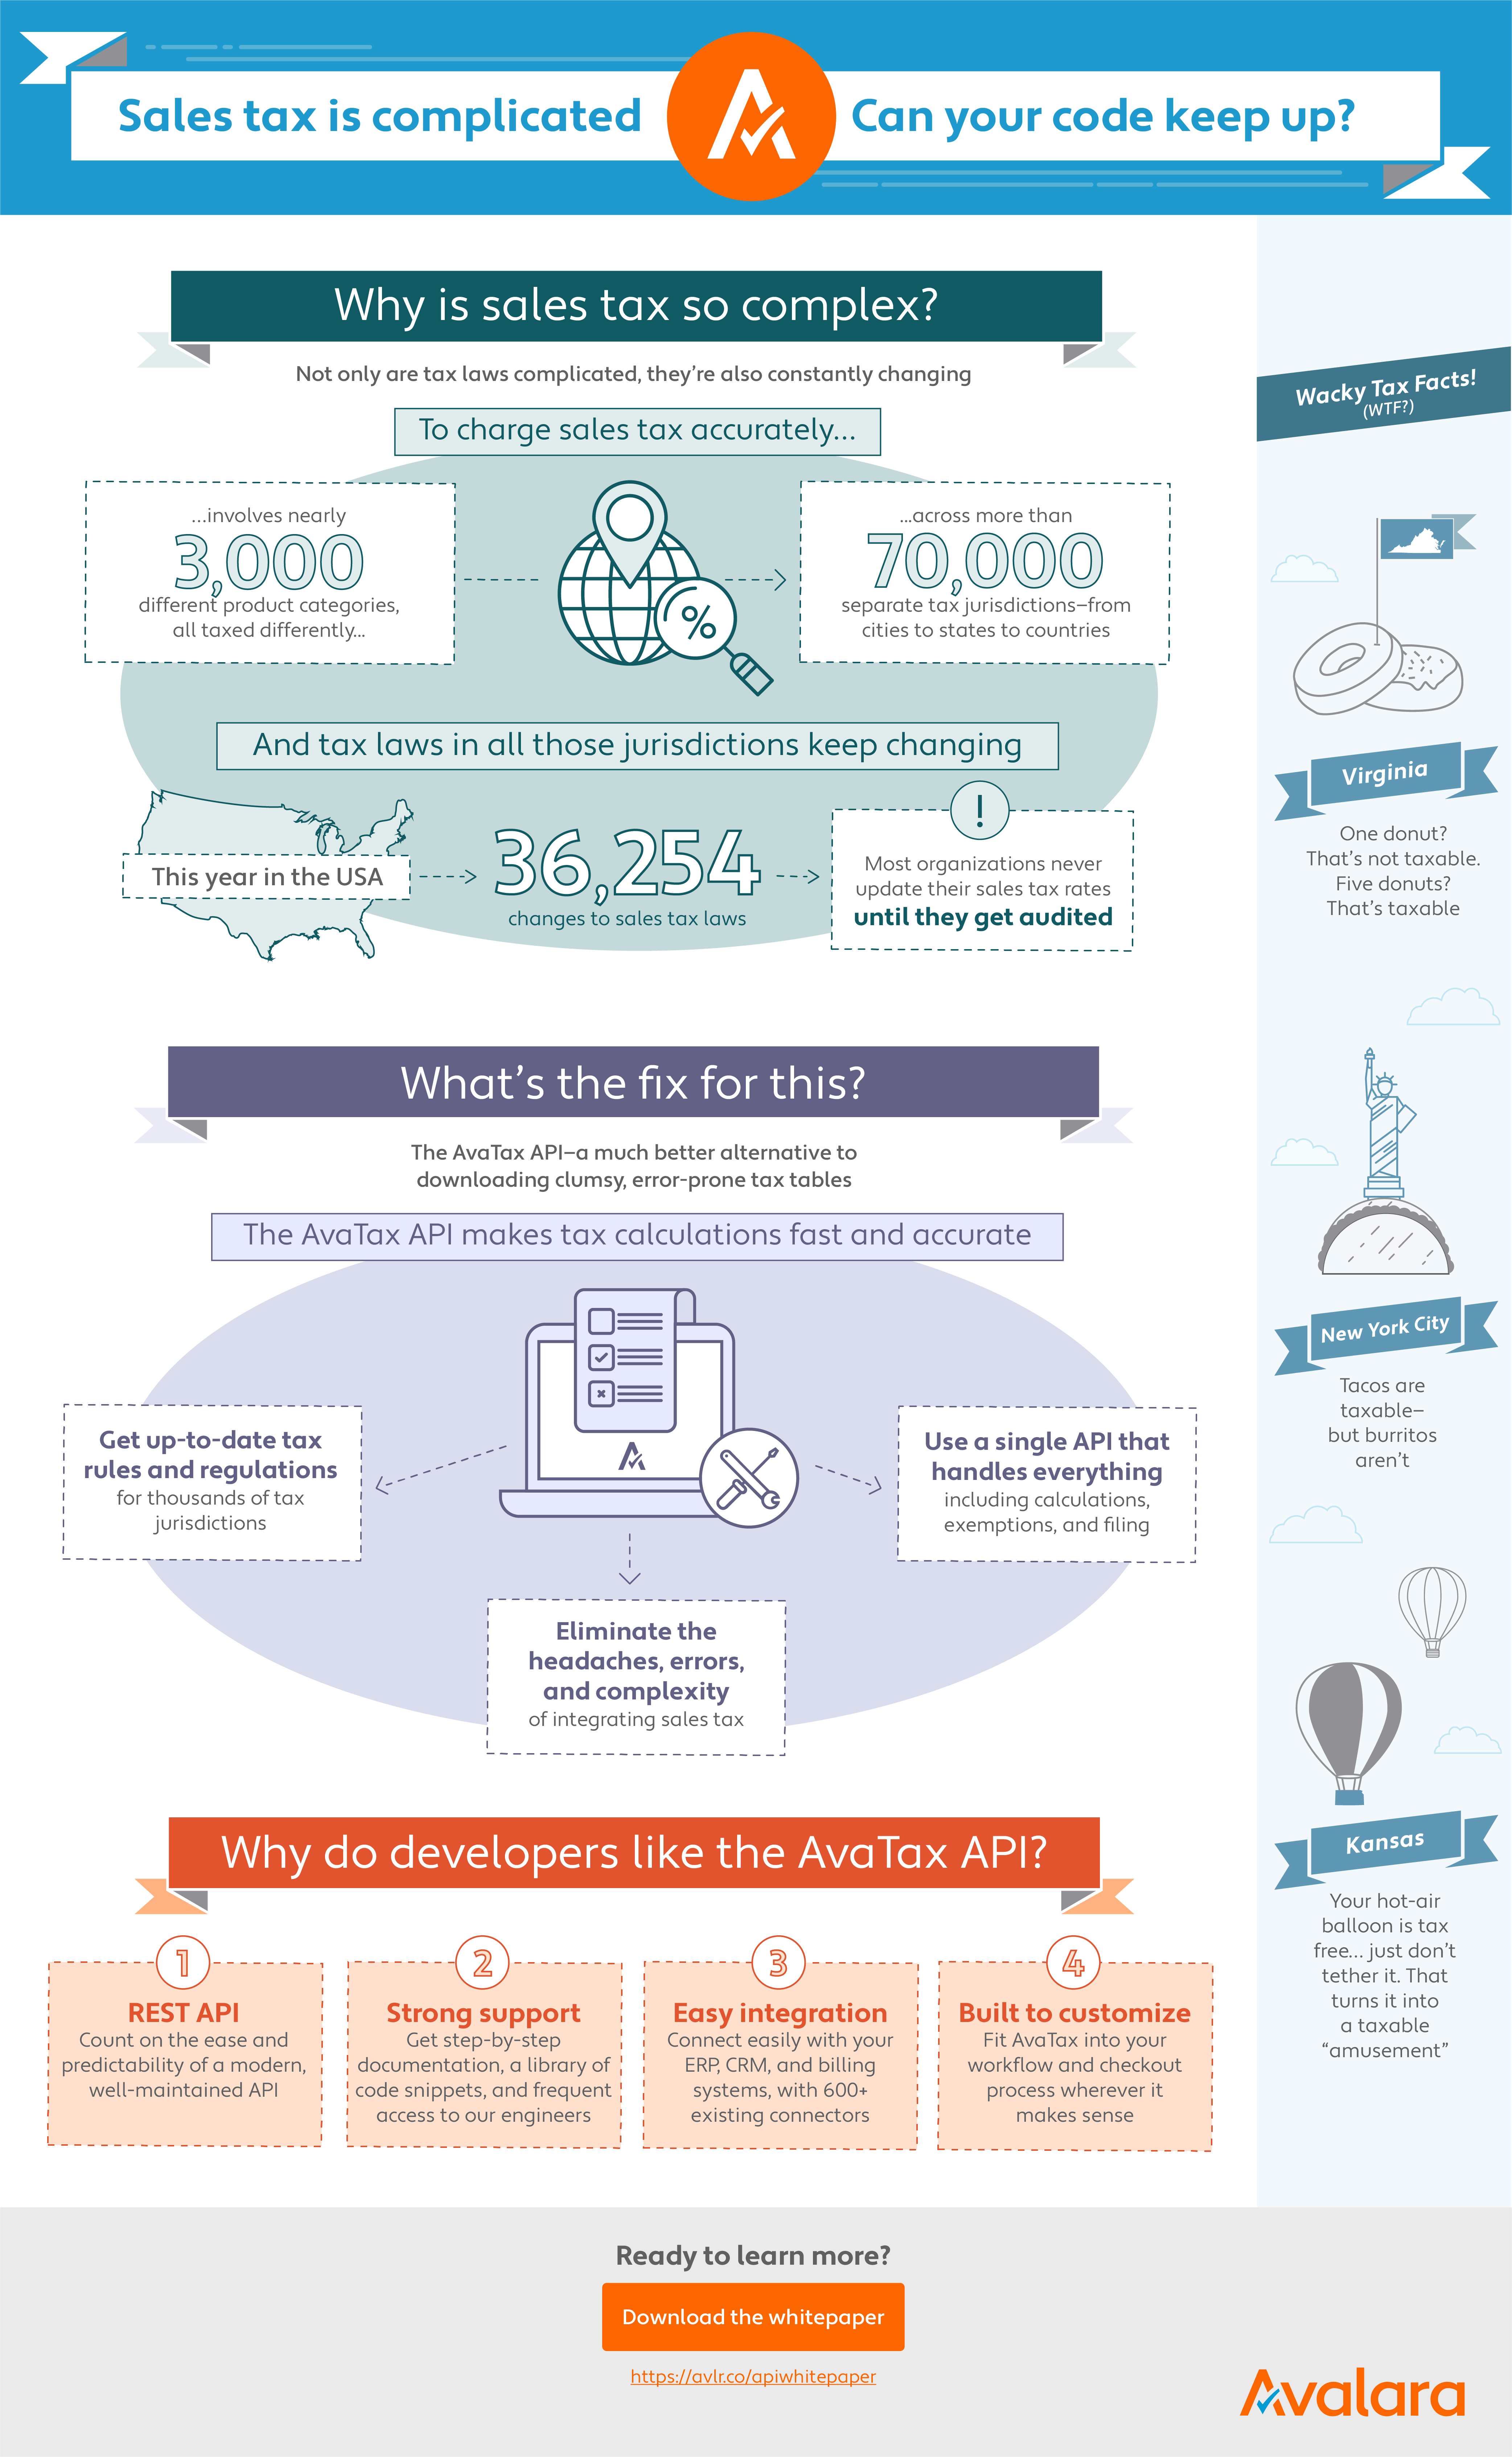 Sales tax is complicated
Can your code keep up?
Why is sales tax so complex?
Not only are tax laws complicated, they're also constantly changing
To charge sales tax accurately...
...involves nearly
3,000
different product categories,
all taxed differently...
%
...across more than
70,000
separate tax jurisdictions–from
cities to states to countries
And tax laws in all those jurisdictions keep changing
This year in the USA
36,254
changes to sales tax laws
!
Most organizations never
update their sales tax rates
until they get audited
What's the fix for this?
The AvaTax API–a much better alternative to
downloading clumsy, error-prone tax tables
The AvaTax API makes tax calculations fast and accurate
Get up-to-date tax
rules and regulations
for thousands of tax
jurisdictions
Use a single API that
handles everything
including calculations,
exemptions, and filing
Eliminate the
headaches, errors,
and complexity
of integrating sales tax
Why do developers like the AvaTax API?
1
REST API
Count on the ease and
predictability of a modern,
well-maintained API
2
Strong support
Get step-by-step
documentation, a library of
code snippets, and frequent
access to our engineers
3
Easy integration
Connect easily with your
ERP, CRM, and billing
systems, with 600+
existing connectors
4
Built to customize
Fit AvaTax into your
workflow and checkout
process wherever it
makes sense
Wacky Tax Facts!
(WTF?)
Virginia
One donut?
That's not taxable.
Five donuts?
That's taxable
New York City
Tacos are
taxable–
but burritos
aren't
Kansas
Your hot-air
balloon is tax
free... just don't
tether it. That
turns it into
a taxable
“amusement”
Ready to learn more?
Download the whitepaper
https://avlr.co/apiwhitepaper
Avalara